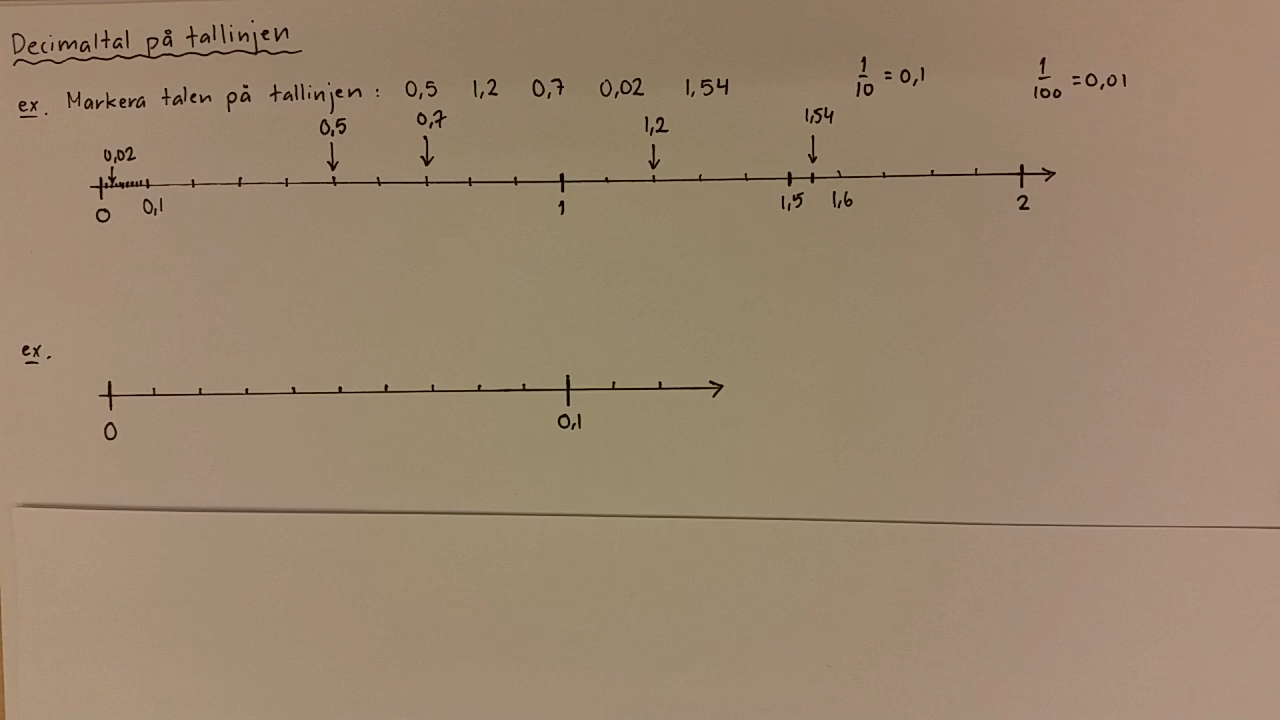 Decimaltal på tallinjen
ex. Markera talen på tallinjen : 0,5 1,2 0,7 0,02 1,54 1/10 = 0,1 1/100 = 0,01
0,02 0,5 0,7 1,2 1,54
0 0,1 1 1,5 1,6 2
ex.
0 0,1